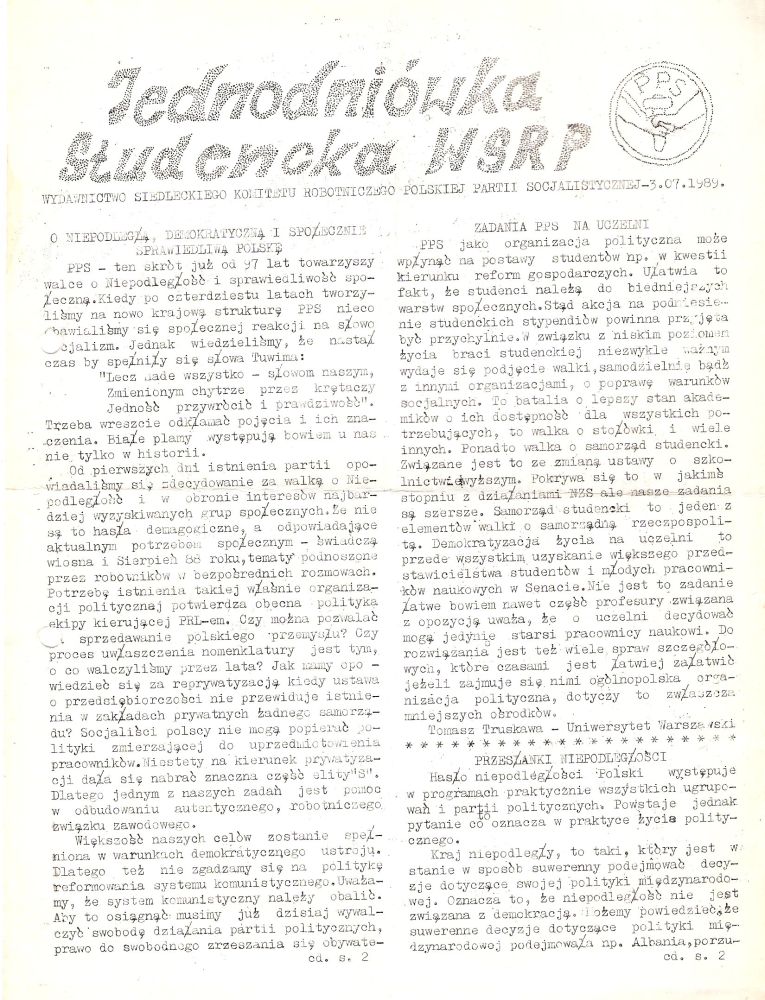 Jednodniówka
Studencka WSRP
PPS
WYDAWNICTWO SIEDLECKIEGO KOMITETU ROBOTNICZEGO POLSKIEJ PARTII SOCJALISTYCZNEJ-3.07.1989.
O NIEPODLEGŁĄ, DEMOKRATYCZNĄ I SPOŁECZNIE
SPRAWIEDLIWĄ POLSKĘ
PPS - ten skrót już od 97 lat towarzyszy
walce o Niepodległość i sprawiedliwość spo-
łeczną.Kiedy po czterdziestu latach tworzy-
liśmy na nowo krajową strukturę PPS nieco
obawialiśmy się społecznej reakcji na słowo
socjalizm. Jednak wiedzieliśmy, że nastał
czas by spełniły się słowa Tuwima:
"Lecz nade wszystko - słowom naszym,
Zmienionym chytrze przez krętaczy
Jedność przywrócić i prawdziwość".
Trzeba wreszcie odkłamać pojęcia i ich zna-
czenia. Białe plamy występują bowiem u nas
nie tylko w historii.
Od pierwszych dni istnienia partii opo-
wiadaliśmy się zdecydowanie za walką o Nie-
podległość i w obronie interesów najbar-
dziej wyzyskiwanych grup społecznych.Że nie
są to hasła demagogiczne, a odpowiadające
aktualnym potrzebom społecznym - świadczą
wiosna i Sierpień 88 roku,tematy podnoszone
przez robotników w bezpośrednich rozmowach.
Potrzebę istnienia takiej właśnie organiza-
cji politycznej potwierdza obecna polityka
ekipy kierującej PRL-em. Czy można pozwalać
na sprzedawanie polskiego przemysłu? Czy
proces uwłaszczenia nomenklatury jest tym,
o co walczyliśmy przez lata? Jak mamy opo -
wiedzieć się za reprywatyzacją kiedy ustawa
o przedsiębiorczości nie przewiduje istnie-
nia w zakładach prywatnych żadnego samorzą-
du? Socjaliści polscy nie mogą popierać po-
lityki zmierzającej do uprzedmiotowienia
pracowników.Niestety na kierunek prywatyza-
cji dała się nabrać znaczna część elity"S".
Dlatego jednym z naszych zadań jest pomoc
w odbudowaniu autentycznego, robotniczego
związku zawodowego.
Większość naszych celów zostanie speł-
niona w warunkach demokratycznego ustroju.
Dlatego też nie zgadzamy się na politykę
reformowania systemu komunistycznego.Uważa-
my, że system komunistyczny należy obalić.
Aby to osiągnąć musimy już dzisiaj wywal-
czyć swobodę działania partii politycznych,
prawo do swobodnego zrzeszania się obywate-
cd. s. 2
ZADANIA PPS NA UCZELNI
PPS jako organizacja polityczna może
wpłynąć na postawy studentów np. w kwestii
kierunku reform gospodarczych. Ułatwia to
fakt, że studenci należą do biedniejszych
warstw społecznych.Stąd akcja na podniesie-
nie studenckich stypendiów powinna przyjęta
być przychylnie.W związku z niskim poziomem
życia braci studenckiej niezwykle ważnym
wydaje się podjęcie walki,samodzielnie bądź
z innymi organizacjami, o poprawę warunków
socjalnych. To batalia o lepszy stan akade-
mików o ich dostępność dla wszystkich po-
trzebujących, to walka o stołówki i wiele
innych. Ponadto walka o samorząd studencki.
Związane jest to ze zmianą ustawy o szko-
lnictwie wyższym. Pokrywa się to w jakimś
stopniu z działaniami NZS ale nasze zadania
są szersze. Samorząd studencki to jeden z
elementów walki o samorządną rzeczpospoli-
tą. Demokratyzacja życia na uczelni to
przede wszystkim uzyskanie większego przed-
stawicielstwa studentów i młodych pracowni-
ków naukowych w Senacie.Nie jest to zadanie
łatwe bowiem nawet część profesury związana
z opozycją uważa, że o uczelni decydować
mogą jedynie starsi pracownicy naukowi. Do
rozwiązania jest też wiele spraw szczegóło-
wych, które czasami jest łatwiej załatwić
jeżeli zajmuje się nimi ogólnopolska orga-
nizacja polityczna, dotyczy to zwłaszcza
mniejszych ośrodków.
Tomasz Truskawa - Uniwersytet Warszawski
* * * * * * * * * * * * * * * * * * * * *
PRZESŁANKI NIEPODLEGŁOŚCI
Hasło niepodległości Polski występuje
w programach praktycznie wszystkich ugrupo-
wań i partii politycznych. Powstaje jednak
pytanie co to oznacza w praktyce życia polity-
cznego.
Kraj niepodległy, to taki, który jest w
stanie w sposób suwerenny podejmować decy-
zje dotyczące swojej polityki międzynarodo-
wej. Oznacza to, że niepodległość nie jest
związana z demokracją. Możemy powiedzieć,że
suwerenne decyzje dotyczące polityki mię-
dzynarodowej podejmowała np. Albania,porzu-
cd. s. 2